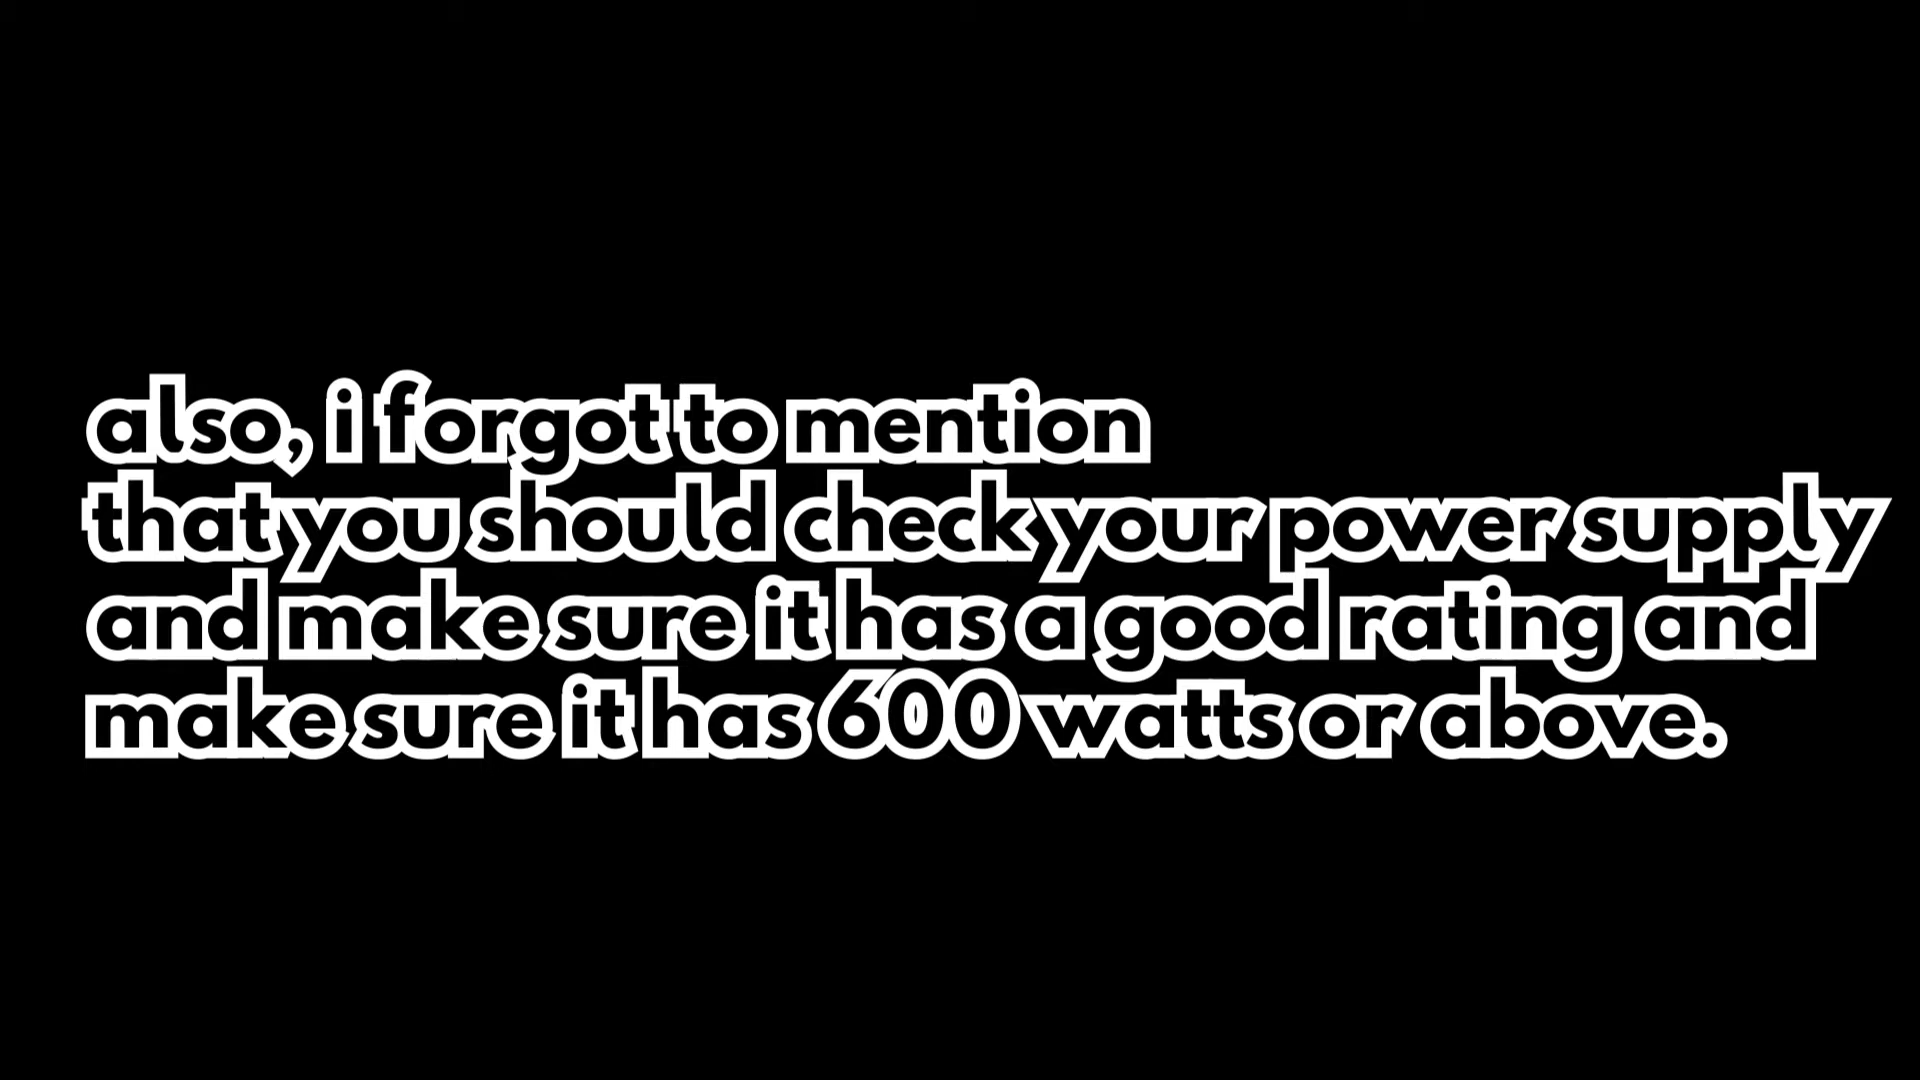 also, i forgot to mention
that you should check your power supply
and make sure it has a good rating and
make sure it has 600 watts or above.